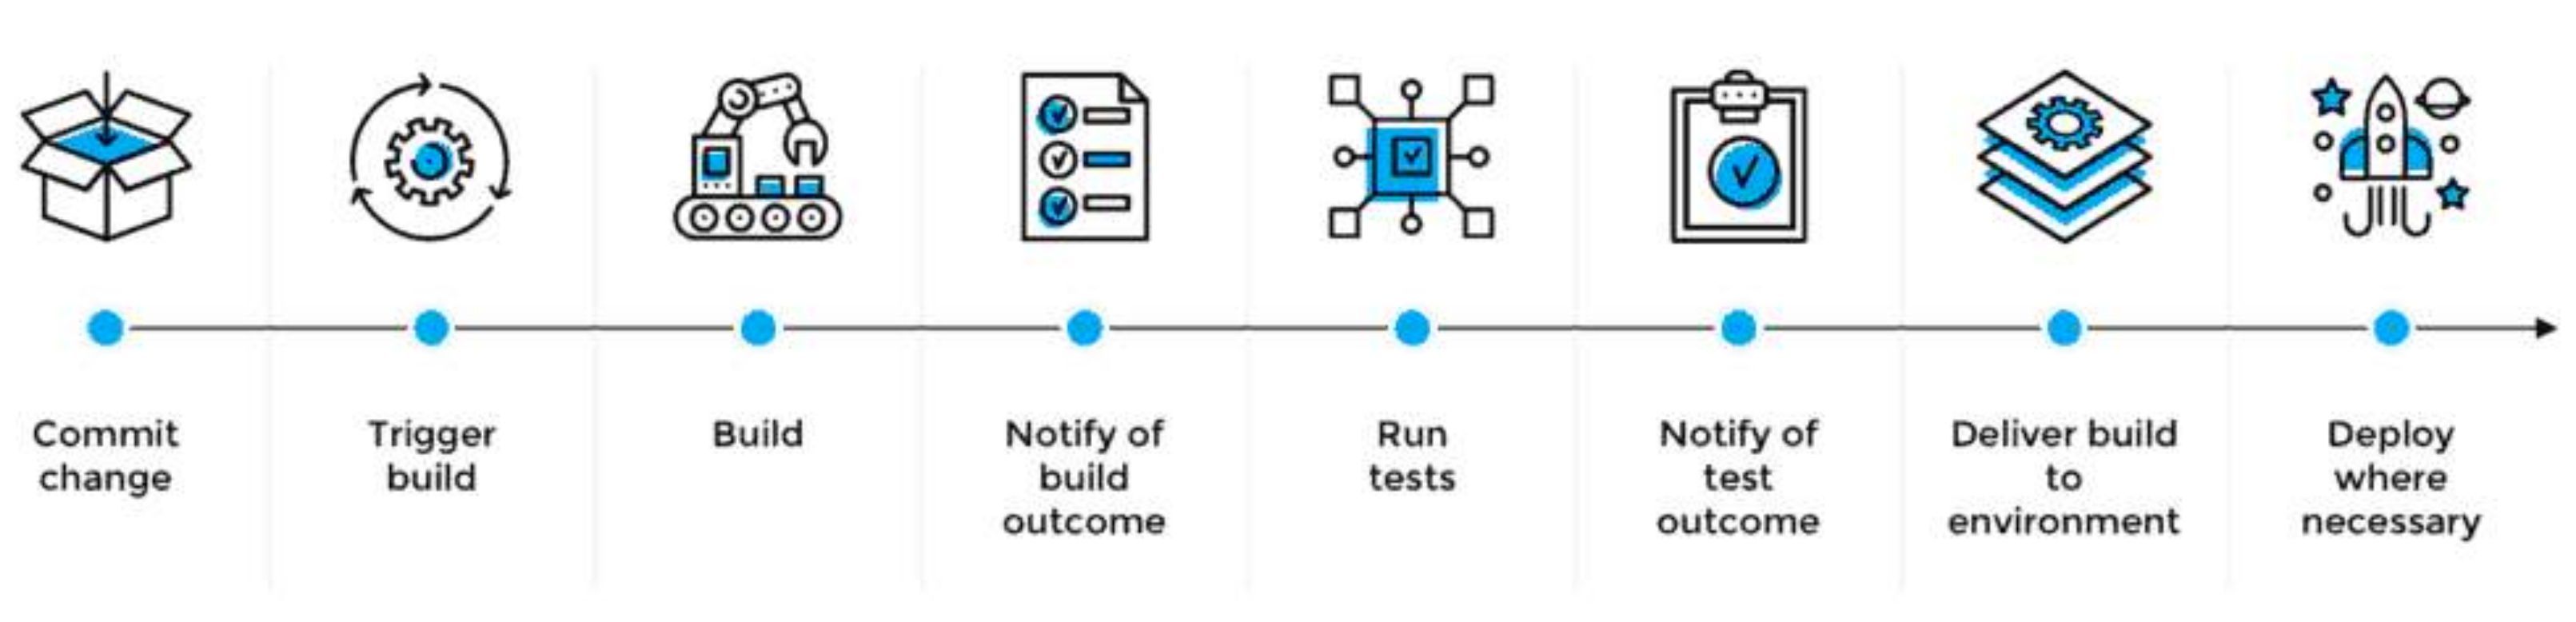 Commit
change
Trigger
build
Build
Notify of
build
outcome
Run
tests
Notify of
test
outcome
Deliver build
to
environment
Deploy
where
necessary